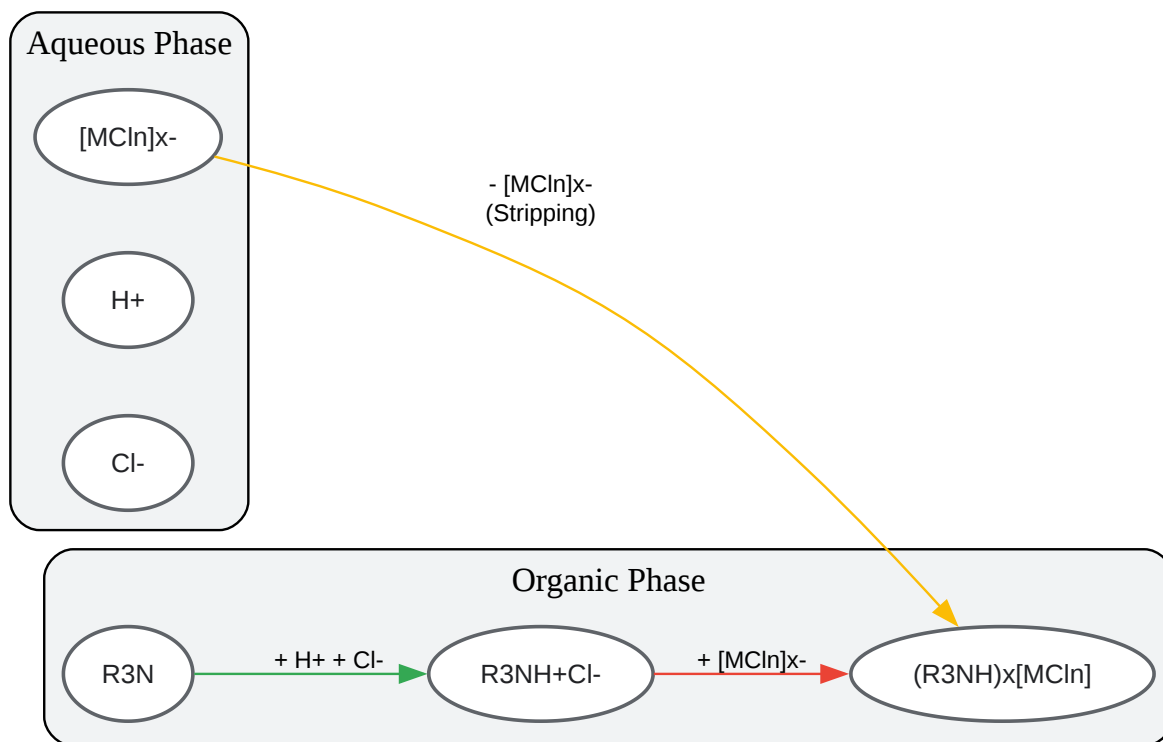 Aqueous Phase
[MCln]x-
- [MCln]x-
(Stripping)
H+
Cl-
Organic Phase
R3N
+ H+ + Cl-
R3NH+Cl-
+ [MCln]x-
(R3NH)x[MCln]